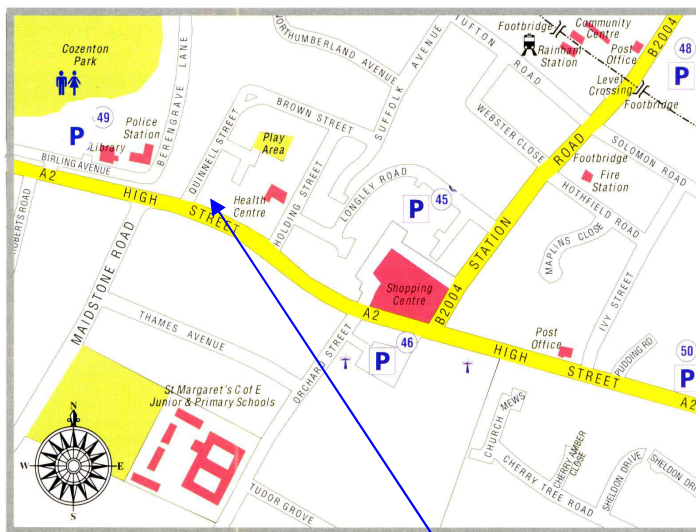 Cozenton
Park
BERENGRAVE LANE
NORTHUMBERLAND AVENUE
SUFFOLK AVENUE
TUFTON
ROAD
Footbridge
Community
Centre
Rainham
Station
Post
Office
B2004
48
P
Level
Crossing
Footbridge
49
P
Police
Station
Library
BIRLING AVENUE
QUINNELL STREET
BROWN STREET
Play
Area
WEBSTER CLOSE
SOLOMON ROAD
Footbridge
Fire
Station
HOTHFIELD ROAD
A2
HIGH
STREET
Health
Centre
HOLDING STREET
LONGLEY ROAD
45
P
STATION
ROAD
ROBERTS ROAD
MAIDSTONE ROAD
MAPLINS CLOSE
IVY STREET
Shopping
Centre
B2004
THAMES AVENUE
A2
46
P
ORCHARD STREET
Post
Office
HIGH
STREET
PUDDING RD
50
P
A2
St Margaret's C of E
Junior & Primary Schools
N
W
E
S
CHURCH MEWS
CHERRY AMBER
CLOSE
CHERRY TREE ROAD
SHELDON DRIVE
SHELDON DRIVE
TUDOR GROVE